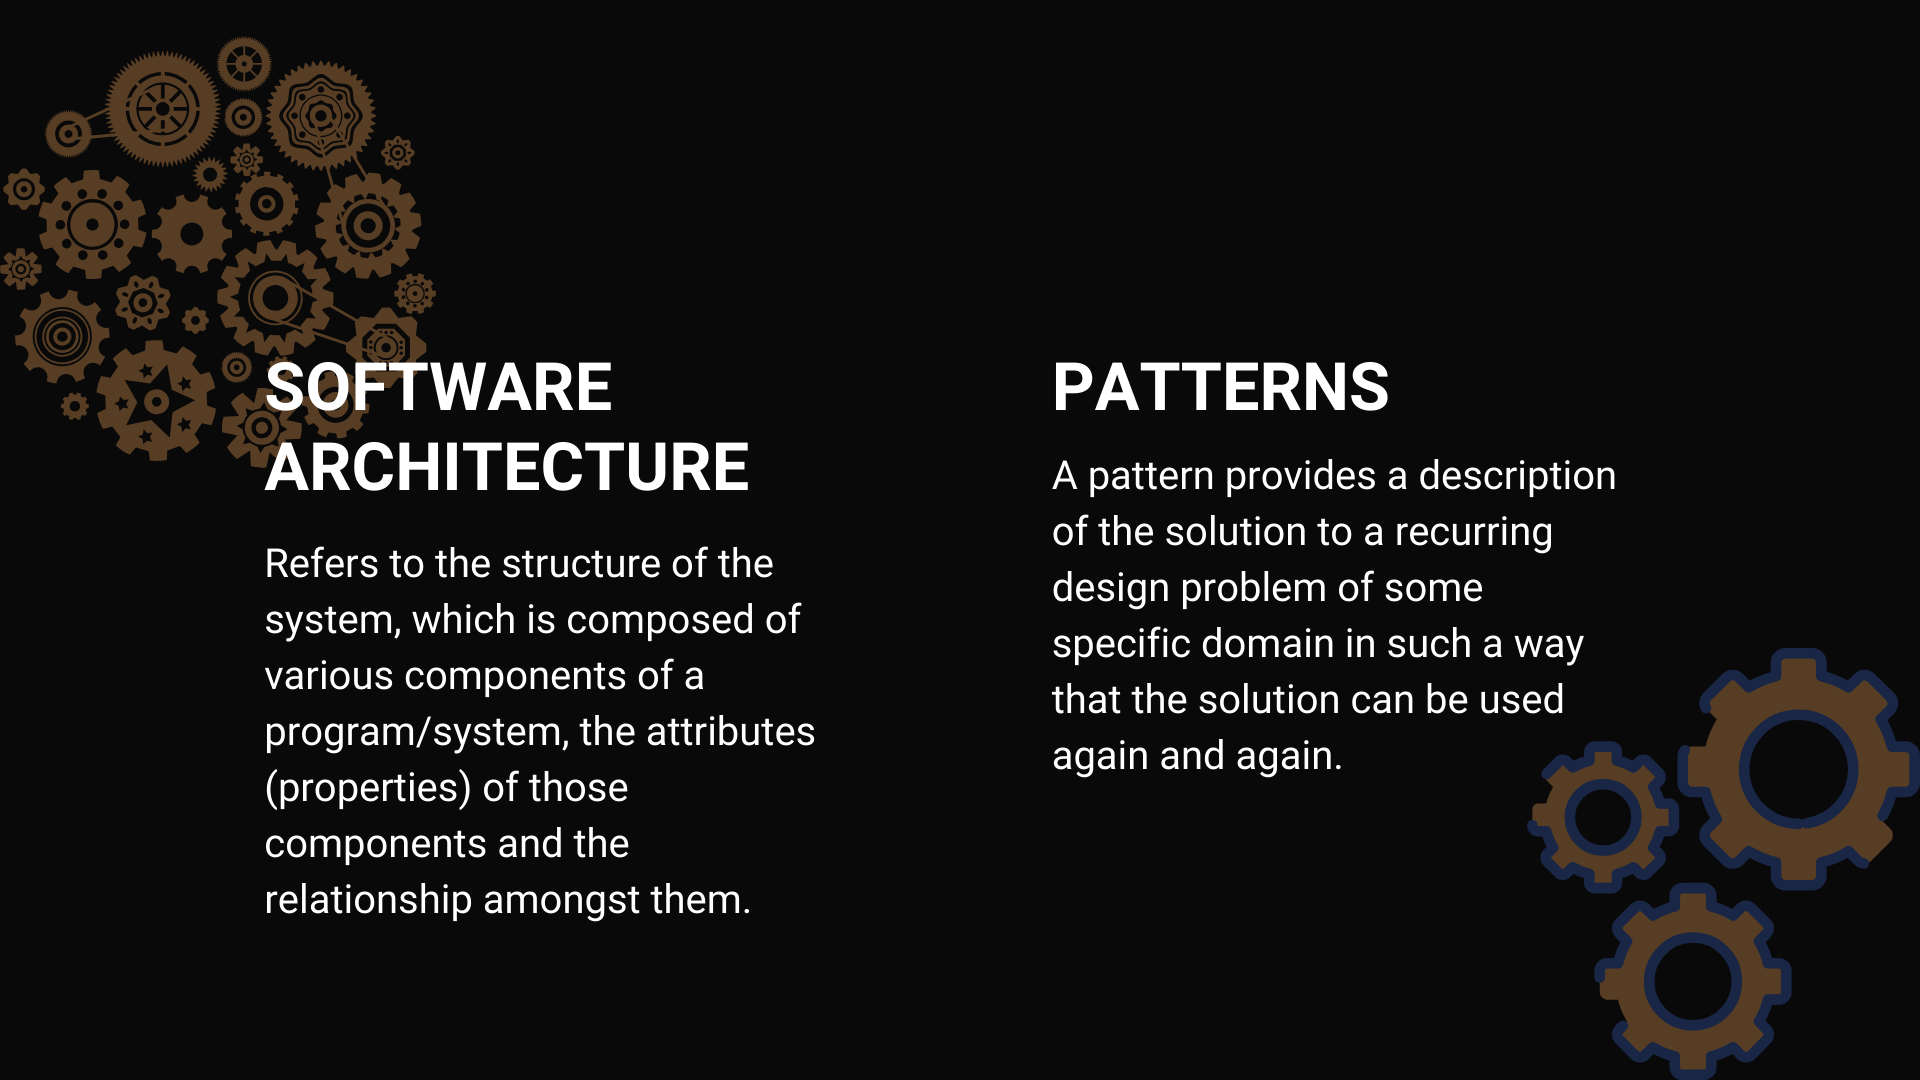 SOFTWARE
ARCHITECTURE
Refers to the structure of the
system, which is composed of
various components of a
program/system, the attributes
(properties) of those
components and the
relationship amongst them.
PATTERNS
A pattern provides a description
of the solution to a recurring
design problem of some
specific domain in such a way
that the solution can be used
again and again.